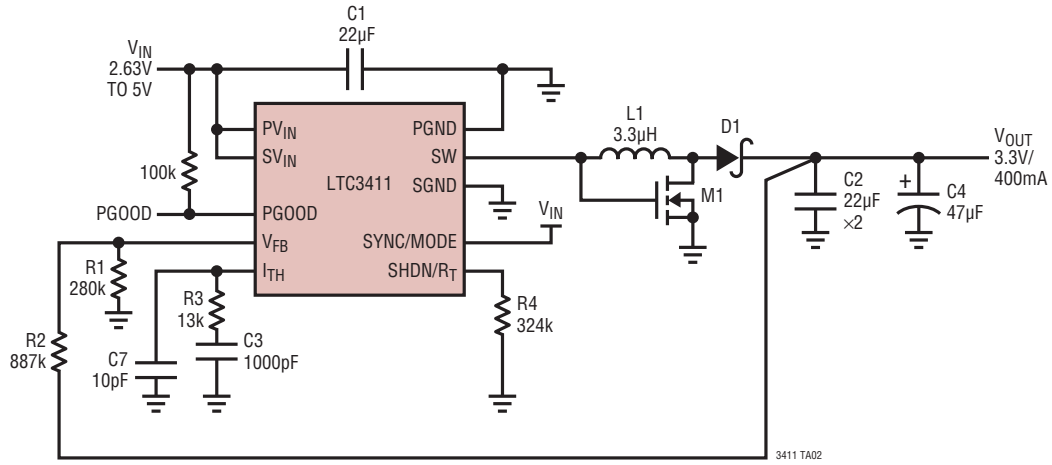 C1
22µF
VIN
2.63V
TO 5V
PVIN
PGND
SVIN
SW
LTC3411
SGND
100k
PGOOD
PGOOD
VFB
SYNC/MODE
ITH
SHDN/RT
VIN
L1
3.3µH
D1
M1
VOUT
3.3V/
400mA
C2
22µF
×2
+
C4
47µF
R1
280k
R2
887k
R3
13k
C3
1000pF
C7
10pF
R4
324k
3411 TA02